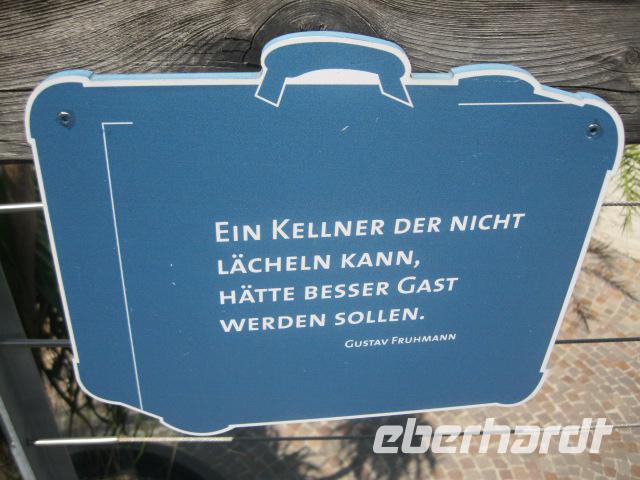 EIN KELLNER DER NICHT
LÄCHELN KANN,
HÄTTE BESSER GAST
WERDEN SOLLEN.
GUSTAV FRUHMANN
eberhardt